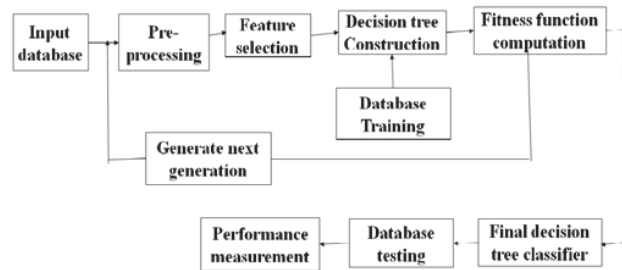 Input
database
Pre-
processing
Feature
selection
Decision tree
Construction
Fitness function
computation
Database
Training
Generate next
generation
Performance
measurement
Database
testing
Final decision
tree classifier